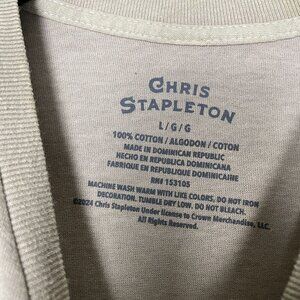 CHRIS
STAPLETON
L/G/G
100% COTTON / ALGODON / COTON
MADE IN DOMINICAN REPUBLIC
HECHO EN REPUBLICA DOMINICANA
FABRIQUE EN REPUBLIQUE DOMINICAINE
RN# 153105
MACHINE WASH WARM WITH LIKE COLORS, DO NOT IRON
DECORATION. TUMBLE DRY LOW. DO NOT BLEACH.
©2024 Chris Stapleton Under license to Crown Merchandise, LLC.
All Rights Reserved.